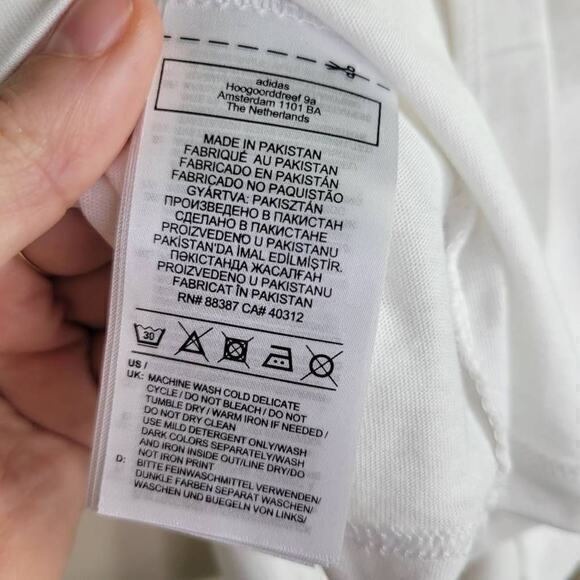 adidas
Hoogoorddreef 9a
Amsterdam 1101 BA
The Netherlands
MADE IN PAKISTAN
FABRIQUÉ AU PAKISTAN
FABRICADO EN PAKISTÁN
FABRICADO NO PAQUISTÃO
GYÁRTVA: PAKISZTÁN
ПРОИЗВЕДЕНО В ПАКИСТАН
СДЕЛАНО В ПАКИСТАНЕ
PROIZVEDENO U PAKISTANU
PAKİSTAN'DA İMAL EDİLMİŞTİR.
ПӘКІСТАНДА ЖАСАЛҒАН
PROIZVEDENO U PAKISTANU
FABRICAT ÎN PAKISTAN
RN# 88387 CA# 40312
30
US /
UK: MACHINE WASH COLD DELICATE
CYCLE / DO NOT BLEACH / DO NOT
TUMBLE DRY / WARM IRON IF NEEDED /
DO NOT DRY CLEAN
USE MILD DETERGENT ONLY/WASH
DARK COLORS SEPARATELY/WASH
AND IRON INSIDE OUT/LINE DRY/DO
NOT IRON PRINT
D: BITTE FEINWASCHMITTEL VERWENDEN/
DUNKLE FARBEN SEPARAT WASCHEN/
WASCHEN UND BUEGELN VON LINKS/